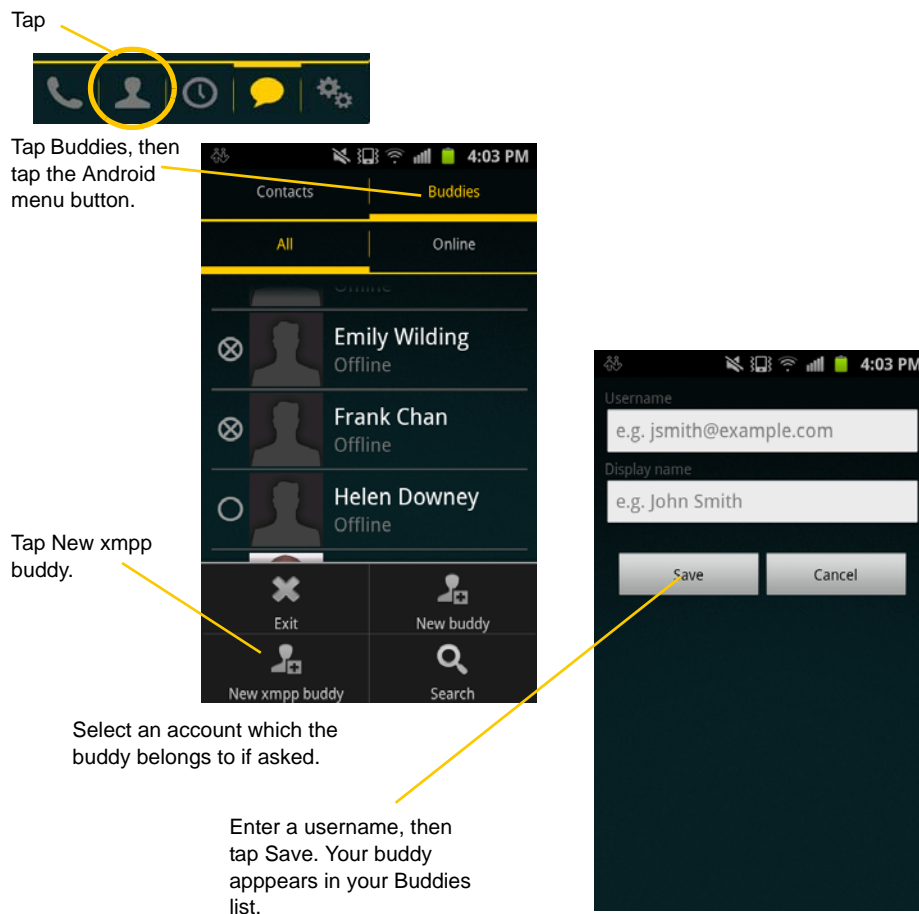 Tap
Tap Buddies, then
tap the Android
menu button.
4:03 PM
Contacts
Buddies
All
Online
Offline
Emily Wilding
Offline
Frank Chan
Offline
Helen Downey
Offline
Tap New xmpp
buddy.
Exit
New buddy
New xmpp buddy
Search
Select an account which the
buddy belongs to if asked.
4:03 PM
Username
e.g. jsmith@example.com
Display name
e.g. John Smith
Save
Cancel
Enter a username, then
tap Save. Your buddy
apppears in your Buddies
list.